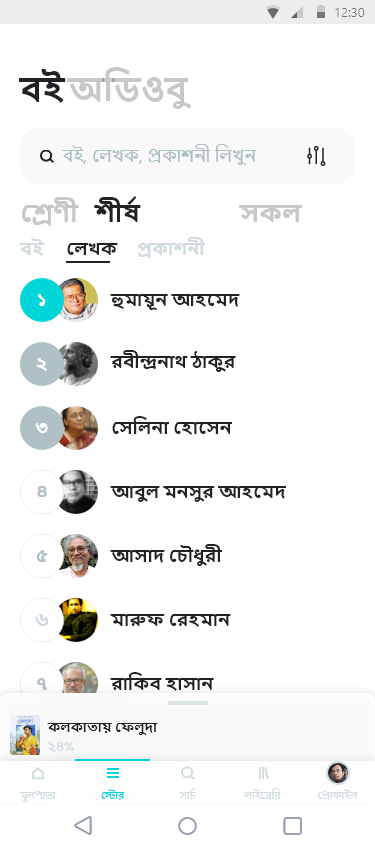 12:30
বই অডিওবু
বই, লেখক, প্রকাশনী লিখুন
শ্রেণী শীর্ষ সকল
বই লেখক প্রকাশনী
১ হুমায়ূন আহমেদ
২ রবীন্দ্রনাথ ঠাকুর
৩ সেলিনা হোসেন
৪ আবুল মনসুর আহমেদ
৫ আসাদ চৌধুরী
৬ মারুফ রেহমান
৭ রাকিব হাসান
কলকাতায় ফেলুদা
২৪%
মুলপাতা স্টোর সার্চ লাইব্রেরি প্রোফাইল